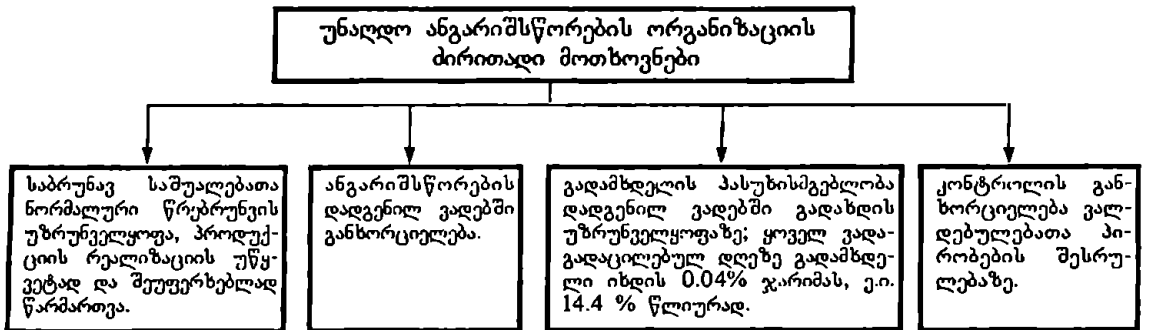 უნაღდო ანგარიშსწორების ორგანიზაციის
ძირითადი მოთხოვნები
საბრუნავ საშუალებათა
ნორმალური წრებრუნვის
უზრუნველყოფა, პროდუქ-
ციის რეალიზაციის უწყ-
ვეტად და შეუფერხებლად
წარმართვა.
ანგარიშსწორების
დადგენილ ვადებში
განხორციელება.
გადამხდელის პასუხისმგებლობა
დადგენილ ვადებში გადახდის
უზრუნველყოფაზე; ყოველ ვადა-
გადაცილებულ დღეზე გადამხდე-
ლი იხდის 0.04% ჯარიმას, ე.ი.
14.4 % წლიურად.
კონტროლის გან-
ხორციელება ვალ-
დებულებათა პი-
რობების შესრუ-
ლებაზე.